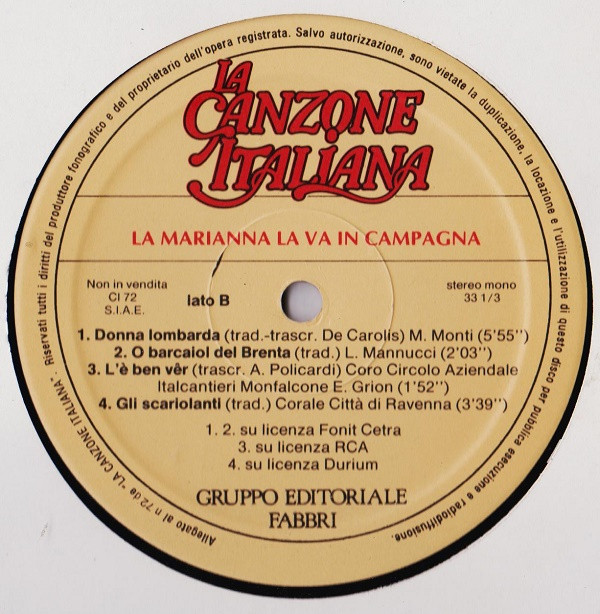 Riservati tutti i diritti del produttore fonografico e del proprietario dell'opera registrata. Salvo autorizzazione, sono vietate la duplicazione, la locazione e l'utilizzazione di questo disco per pubblica esecuzione e radiodiffusione.
LA
CANZONE
ITALIANA
LA MARIANNA LA VA IN CAMPAGNA
Non in vendita
CI 72
S.I.A.E.
lato B
stereo mono
33 1/3
1. Donna lombarda (trad.-trascr. De Carolis) M. Monti (5'55'')
2. O barcaiol del Brenta (trad.) L. Mannucci (2'03'')
3. L'è ben vêr (trascr. A. Policardi) Coro Circolo Aziendale
Italcantieri Monfalcone E. Grion (1'52'')
4. Gli scariolanti (trad.) Corale Città di Ravenna (3'39'')
1. 2. su licenza Fonit Cetra
3. su licenza RCA
4. su licenza Durium
GRUPPO EDITORIALE
FABBRI
Allegato al n 72 de "LA CANZONE ITALIANA".